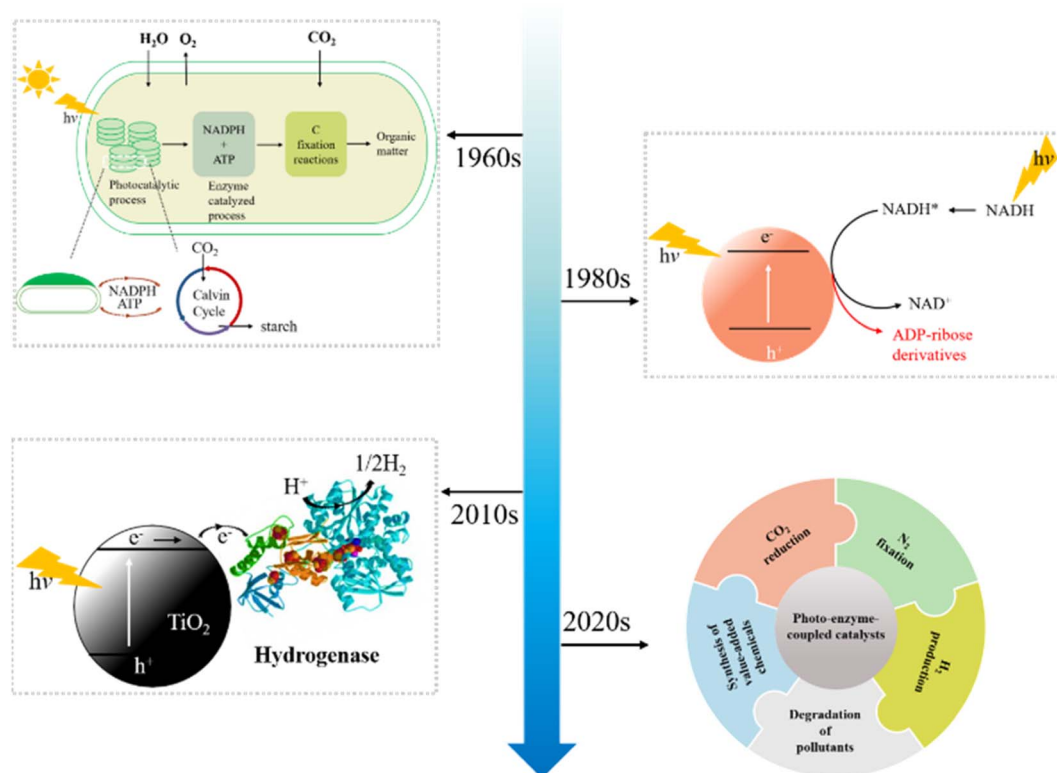 H₂O O₂ CO₂
hν
NADPH
+
ATP
C
fixation
reactions
Organic
matter
Photocatalytic
process
Enzyme
catalyzed
process
CO₂
NADPH
ATP
Calvin
Cycle
starch
1960s
1980s
hν
NADH* NADH
hν
e⁻
h⁺
NAD⁺
ADP-ribose
derivatives
2010s
1/2H₂
H⁺
e⁻ e⁻
hν
TiO₂
h⁺
Hydrogenase
2020s
CO₂
reduction
N₂
fixation
Photo-enzyme-
coupled catalysts
Synthesis of
value-added
chemicals
H₂
production
Degradation
of
pollutants